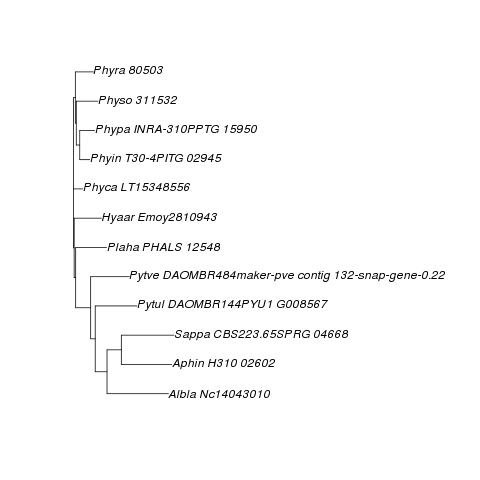 Phyra 80503
Physo 311532
Phypa INRA-310PPTG 15950
Phyin T30-4PITG 02945
Phyca LT15348556
Hyaar Emoy2810943
Plaha PHALS 12548
Pytve DAOMBR484maker-pve contig 132-snap-gene-0.22
Pytul DAOMBR144PYU1 G008567
Sappa CBS223.65SPRG 04668
Aphin H310 02602
Albla Nc14043010